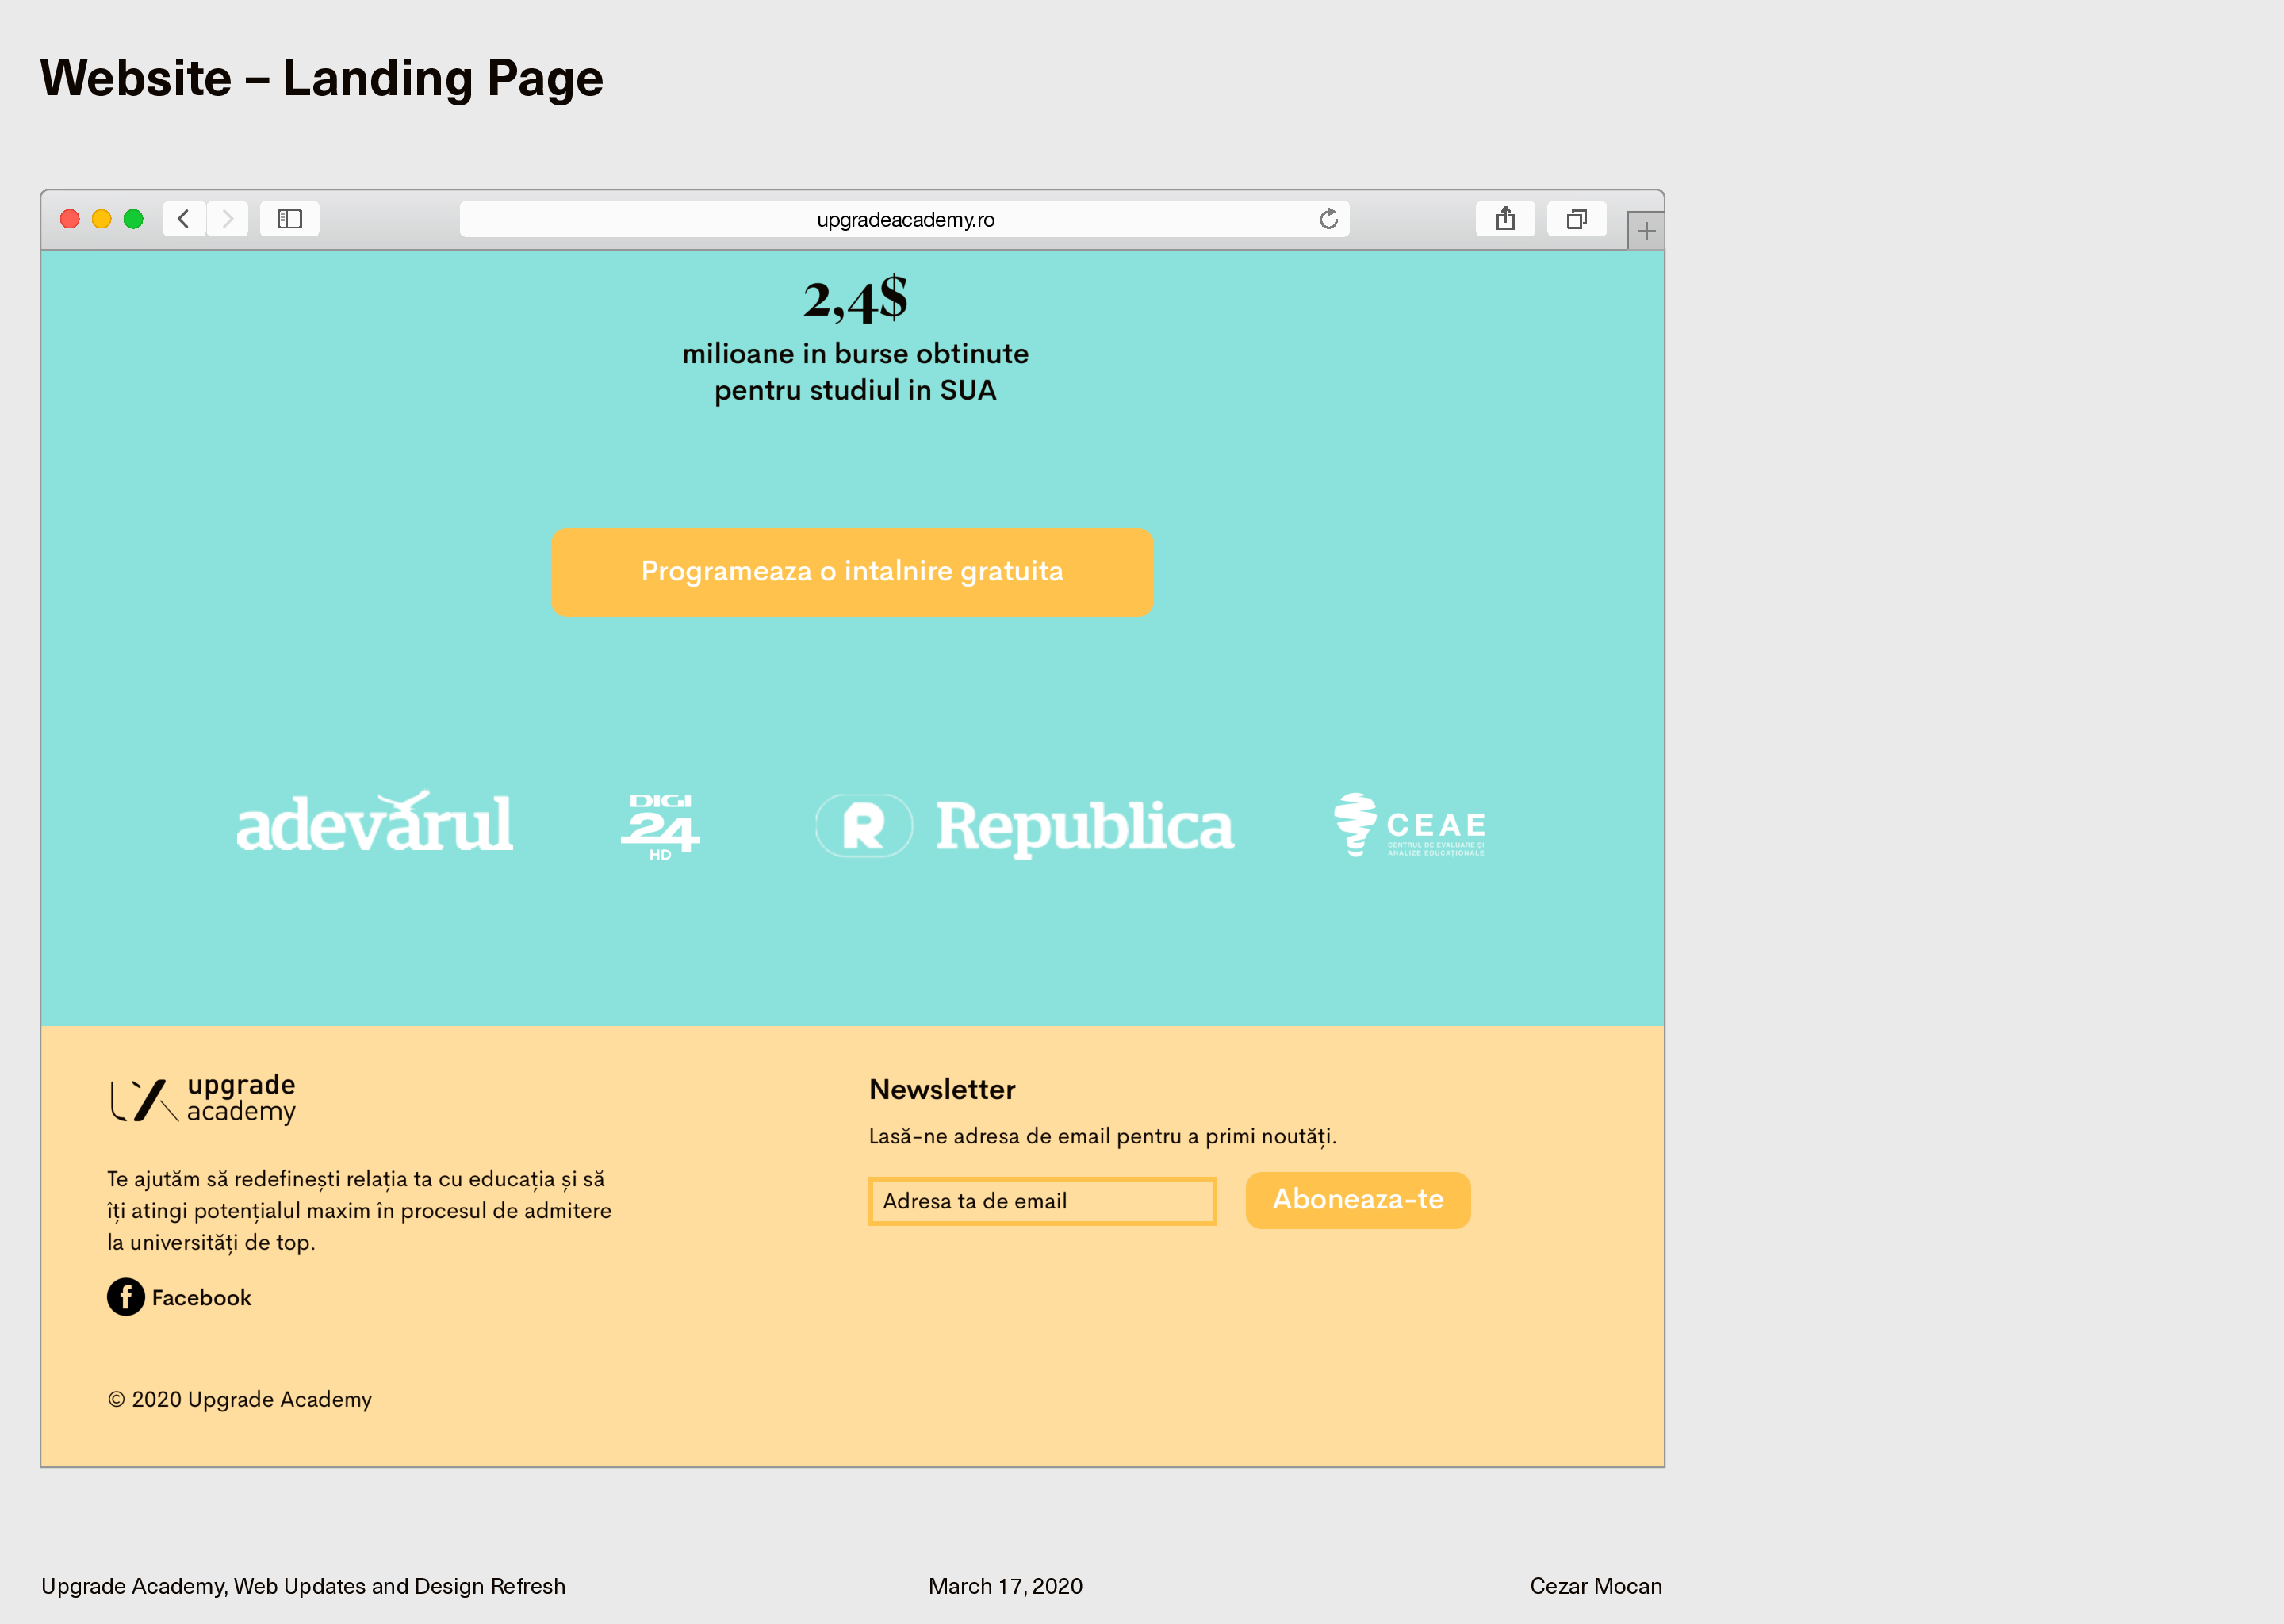 Website – Landing Page
upgradeacademy.ro
2,4$
milioane in burse obtinute
pentru studiul in SUA
Programeaza o intalnire gratuita
adevărul
DIGI
24
HD
R Republica
CEAE
CENTRUL DE EVALUARE ȘI
ANALIZE EDUCAȚIONALE
upgrade
academy
Te ajutăm să redefinești relația ta cu educația și să
îți atingi potențialul maxim în procesul de admitere
la universități de top.
f Facebook
© 2020 Upgrade Academy
Newsletter
Lasă-ne adresa de email pentru a primi noutăți.
Adresa ta de email
Aboneaza-te
Upgrade Academy, Web Updates and Design Refresh
March 17, 2020
Cezar Mocan